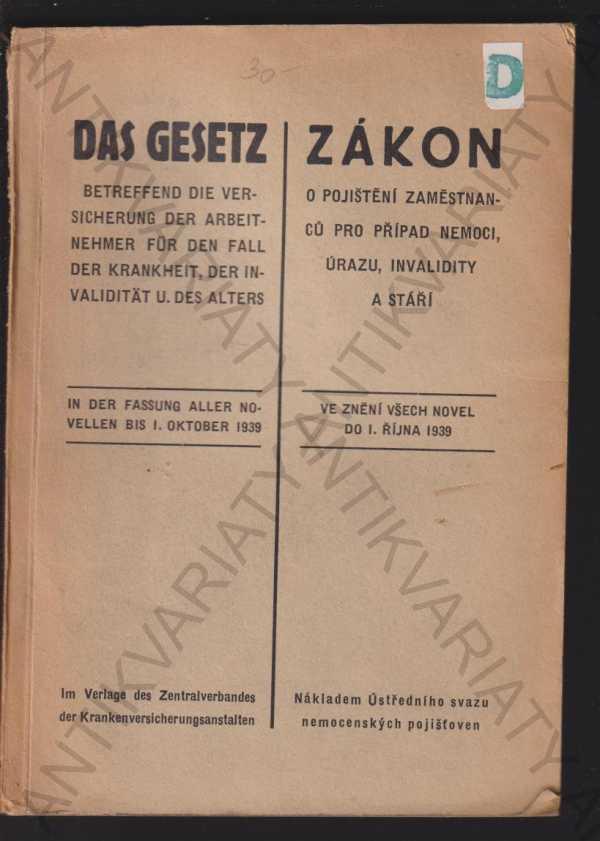 30-
D
DAS GESETZ
BETREFFEND DIE VER-
SICHERUNG DER ARBEIT-
NEHMER FÜR DEN FALL
DER KRANKHEIT, DER IN-
VALIDITÄT U. DES ALTERS
IN DER FASSUNG ALLER NO-
VELLEN BIS 1. OKTOBER 1939
Im Verlage des Zentralverbandes
der Krankenversicherungsanstalten
ZÁKON
O POJIŠTĚNÍ ZAMĚSTNAN-
CŮ PRO PŘÍPAD NEMOCI,
ÚRAZU, INVALIDITY
A STÁŘÍ
VE ZNĚNÍ VŠECH NOVEL
DO 1. ŘÍJNA 1939
Nákladem Ústředního svazu
nemocenských pojišťoven
ANTIKVARIATY ANTIKVARIATY
ANTIKVARIATY ANTIKVARIATY